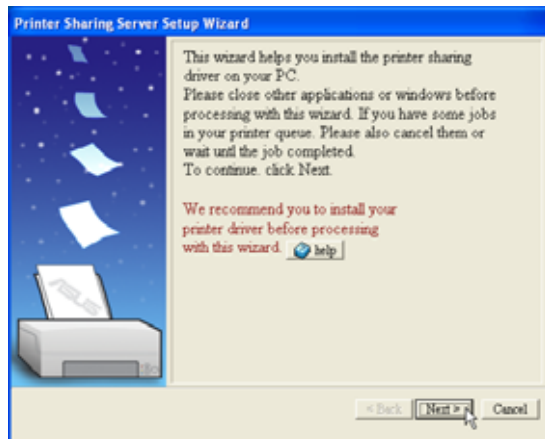 Printer Sharing Server Setup Wizard
This wizard helps you install the printer sharing
driver on your PC.
Please close other applications or windows before
processing with this wizard. If you have some jobs
in your printer queue. Please also cancel them or
wait until the job completed.
To continue. click Next.
We recommend you to install your
printer driver before processing
with this wizard. help
ASUS
< Back Next > Cancel